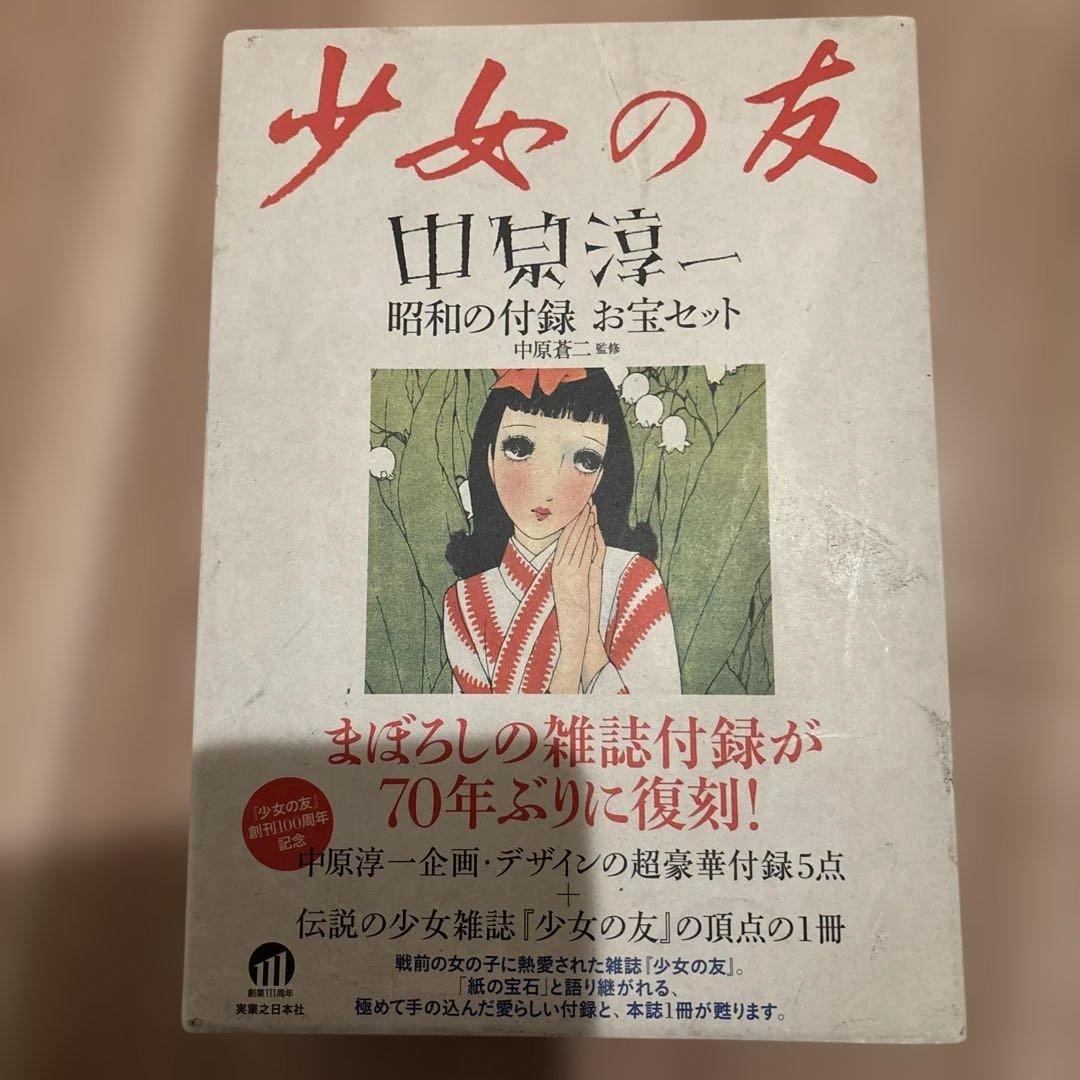 少女の友
中原淳一
昭和の付録 お宝セット
中原蒼二 監修
まぼろしの雑誌付録が
70年ぶりに復刻!
『少女の友』
創刊100周年
記念
中原淳一企画・デザインの超豪華付録5点
+
伝説の少女雑誌『少女の友』の頂点の1冊
戦前の女の子に熱愛された雑誌『少女の友』。
「紙の宝石」と語り継がれる、
極めて手の込んだ愛らしい付録と、本誌1冊が甦ります。
111
創業111周年
実業之日本社